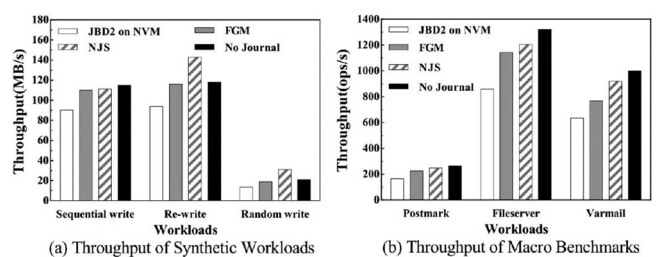 180
160
140
120
100
80
60
40
20
0
Throughput(MB/s)
JBD2 on NVM
FGM
NJS
No Journal
Sequential write
Re-write
Random write
Workloads
(a) Throughput of Synthetic Workloads
1400
1200
1000
800
600
400
200
0
Throughput(ops/s)
JBD2 on NVM
FGM
NJS
No Journal
Postmark
Fileserver
Varmail
Workloads
(b) Throughput of Macro Benchmarks